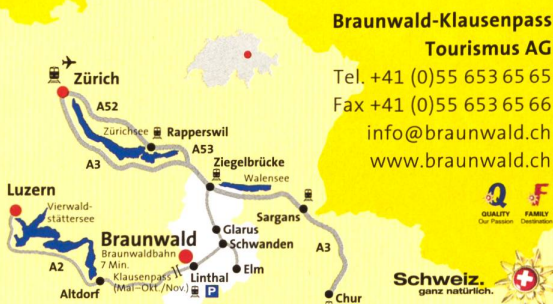 Braunwald-Klausenpass
Tourismus AG
Tel. +41 (0)55 653 65 65
Fax +41 (0)55 653 65 66
info@braunwald.ch
www.braunwald.ch
QUALITY
Our Passion
FAMILY
Destination
Schweiz.
ganz natürlich.
Zürich
A52
Zürichsee
Rapperswil
A53
A3
Ziegelbrücke
Walensee
Luzern
Vierwald-
stättersee
Sargans
Glarus
Schwanden
A3
Braunwald
Braunwaldbahn
7 Min.
Klausenpass
(Mai–Okt./Nov.)
Linthal
P
Elm
A2
Altdorf
Chur